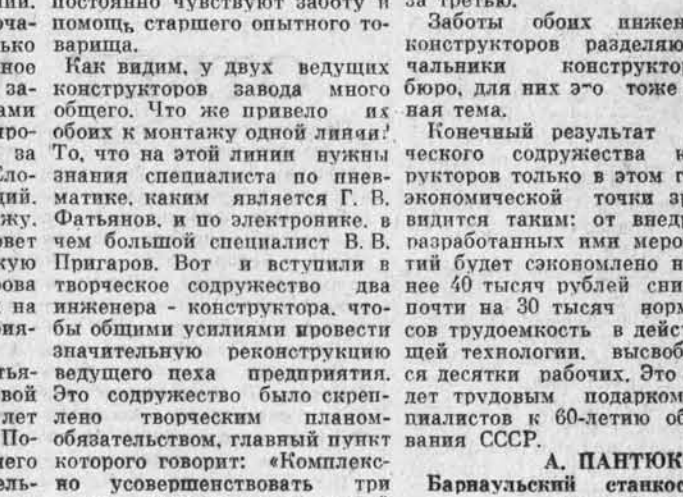 постоянно чувствуют заботу и
помощь старшего опытного то-
варища.
Как видим, у двух ведущих
конструкторов завода много
общего. Что же привело их
обоих к монтажу одной линии?
То, что на этой линии нужны
знания специалиста по пнев-
матике, каким является Г. В.
Фатьянов, и по электронике, в
чем большой специалист В. В.
Пригаров. Вот и вступили в
творческое содружество два
инженера - конструктора, что-
бы общими усилиями провести
значительную реконструкцию
ведущего цеха предприятия.
Это содружество было скреп-
лено творческим планом-
обязательством, главный пункт
которого говорит: «Комплекс-
но усовершенствовать три
за третью.
Заботы обоих инжен
конструкторов разделяю
чальники конструкто
бюро, для них это тоже
ная тема.
Конечный результат
ческого содружества к
рукторов только в этом г
экономической точки зр
видится таким: от внед
разработанных ими меро
тий будет сэкономлено н
нее 40 тысяч рублей сни
почти на 30 тысяч норм
сов трудоемкость в дейс
щей технологии, высвоб
ся десятки рабочих. Это
дет трудовым подарком
циалистов к 60-летию об
вания СССР.
А. ПАНТЮК
Барнаульский станкос